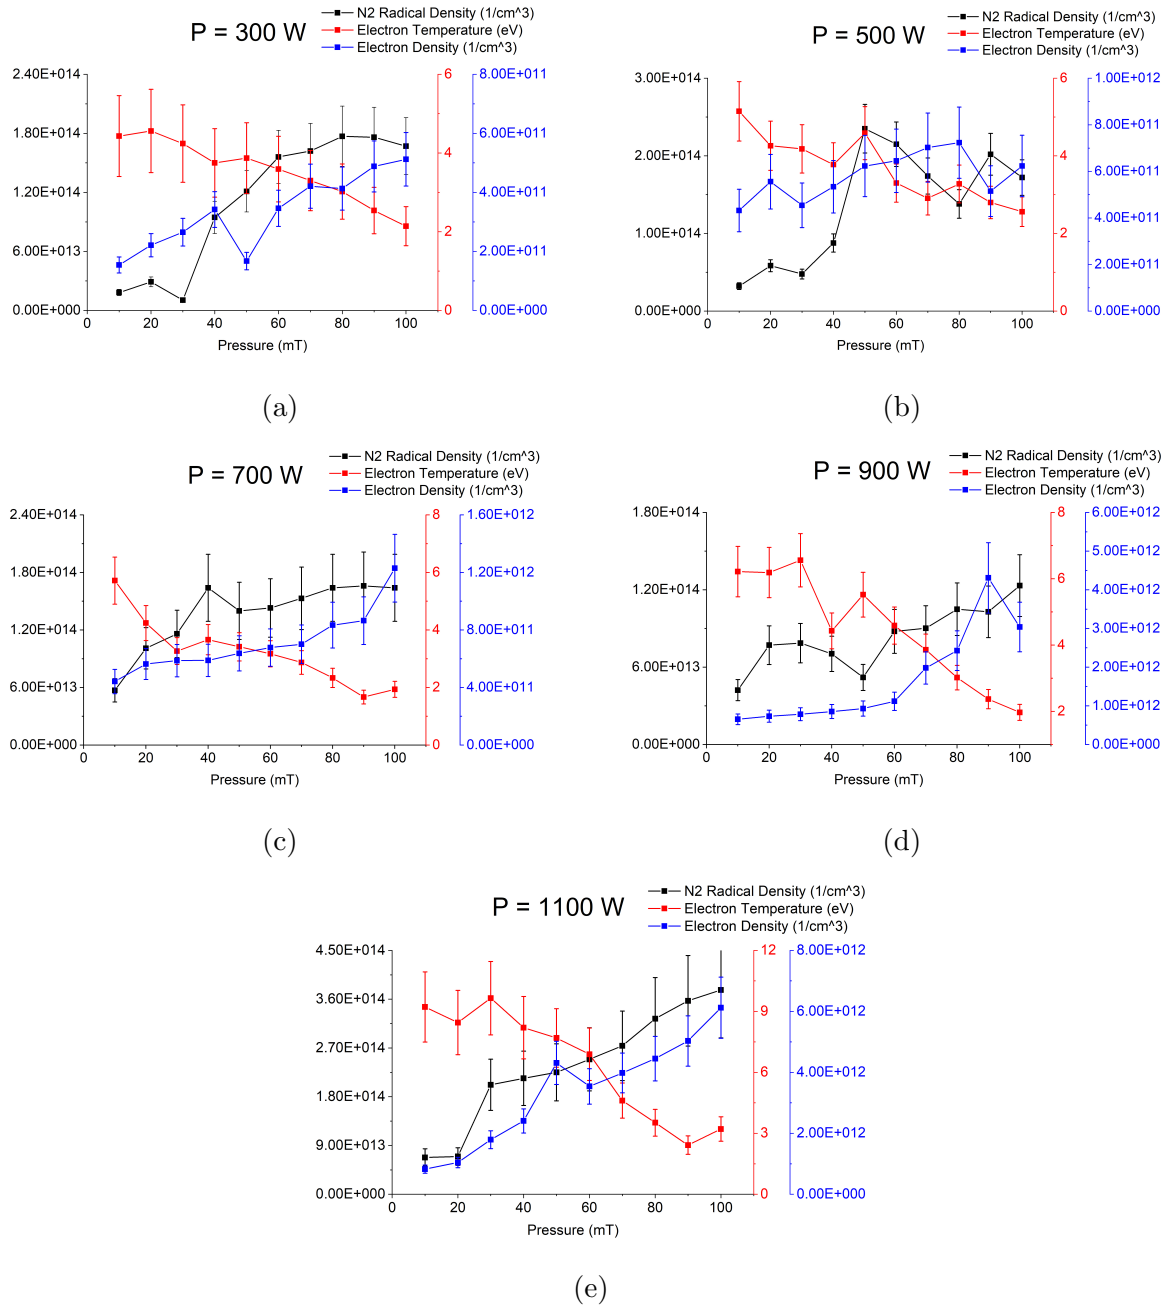 P = 300 W
N2 Radical Density (1/cm^3)
Electron Temperature (eV)
Electron Density (1/cm^3)
2.40E+014
1.80E+014
1.20E+014
6.00E+013
0.00E+000
6
4
2
0
8.00E+011
6.00E+011
4.00E+011
2.00E+011
0.00E+000
0 20 40 60 80 100
Pressure (mT)
(a)
P = 500 W
N2 Radical Density (1/cm^3)
Electron Temperature (eV)
Electron Density (1/cm^3)
3.00E+014
2.00E+014
1.00E+014
0.00E+000
6
4
2
0
1.00E+012
8.00E+011
6.00E+011
4.00E+011
2.00E+011
0.00E+000
0 20 40 60 80 100
Pressure (mT)
(b)
P = 700 W
N2 Radical Density (1/cm^3)
Electron Temperature (eV)
Electron Density (1/cm^3)
2.40E+014
1.80E+014
1.20E+014
6.00E+013
0.00E+000
8
6
4
2
0
1.60E+012
1.20E+012
8.00E+011
4.00E+011
0.00E+000
0 20 40 60 80 100
Pressure (mT)
(c)
P = 900 W
N2 Radical Density (1/cm^3)
Electron Temperature (eV)
Electron Density (1/cm^3)
1.80E+014
1.20E+014
6.00E+013
0.00E+000
8
6
4
2
6.00E+012
5.00E+012
4.00E+012
3.00E+012
2.00E+012
1.00E+012
0.00E+000
0 20 40 60 80 100
Pressure (mT)
(d)
P = 1100 W
N2 Radical Density (1/cm^3)
Electron Temperature (eV)
Electron Density (1/cm^3)
4.50E+014
3.60E+014
2.70E+014
1.80E+014
9.00E+013
0.00E+000
12
9
6
3
0
8.00E+012
6.00E+012
4.00E+012
2.00E+012
0.00E+000
0 20 40 60 80 100
Pressure (mT)
(e)